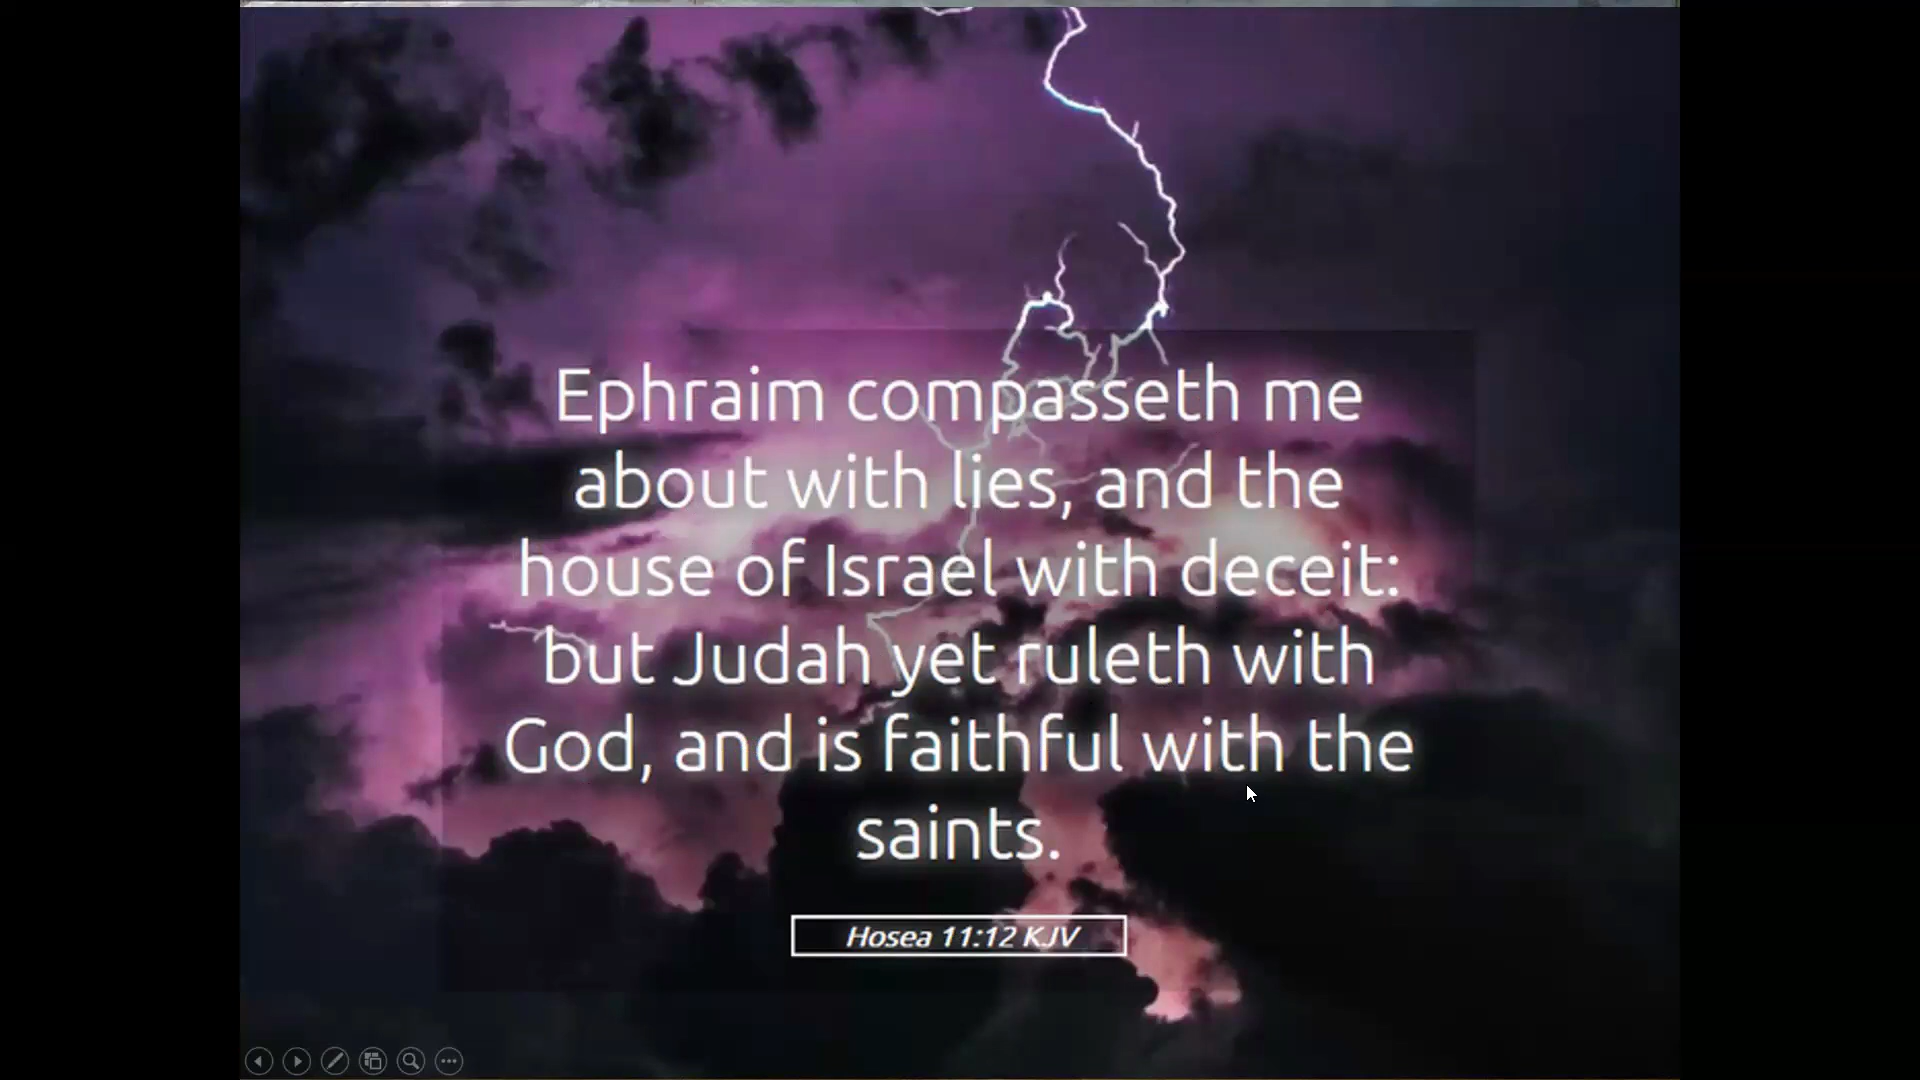 Ephraim compasseth me
about with lies, and the
house of Israel with deceit:
but Judah yet ruleth with
God, and is faithful with the
saints.
Hosea 11:12 KJV